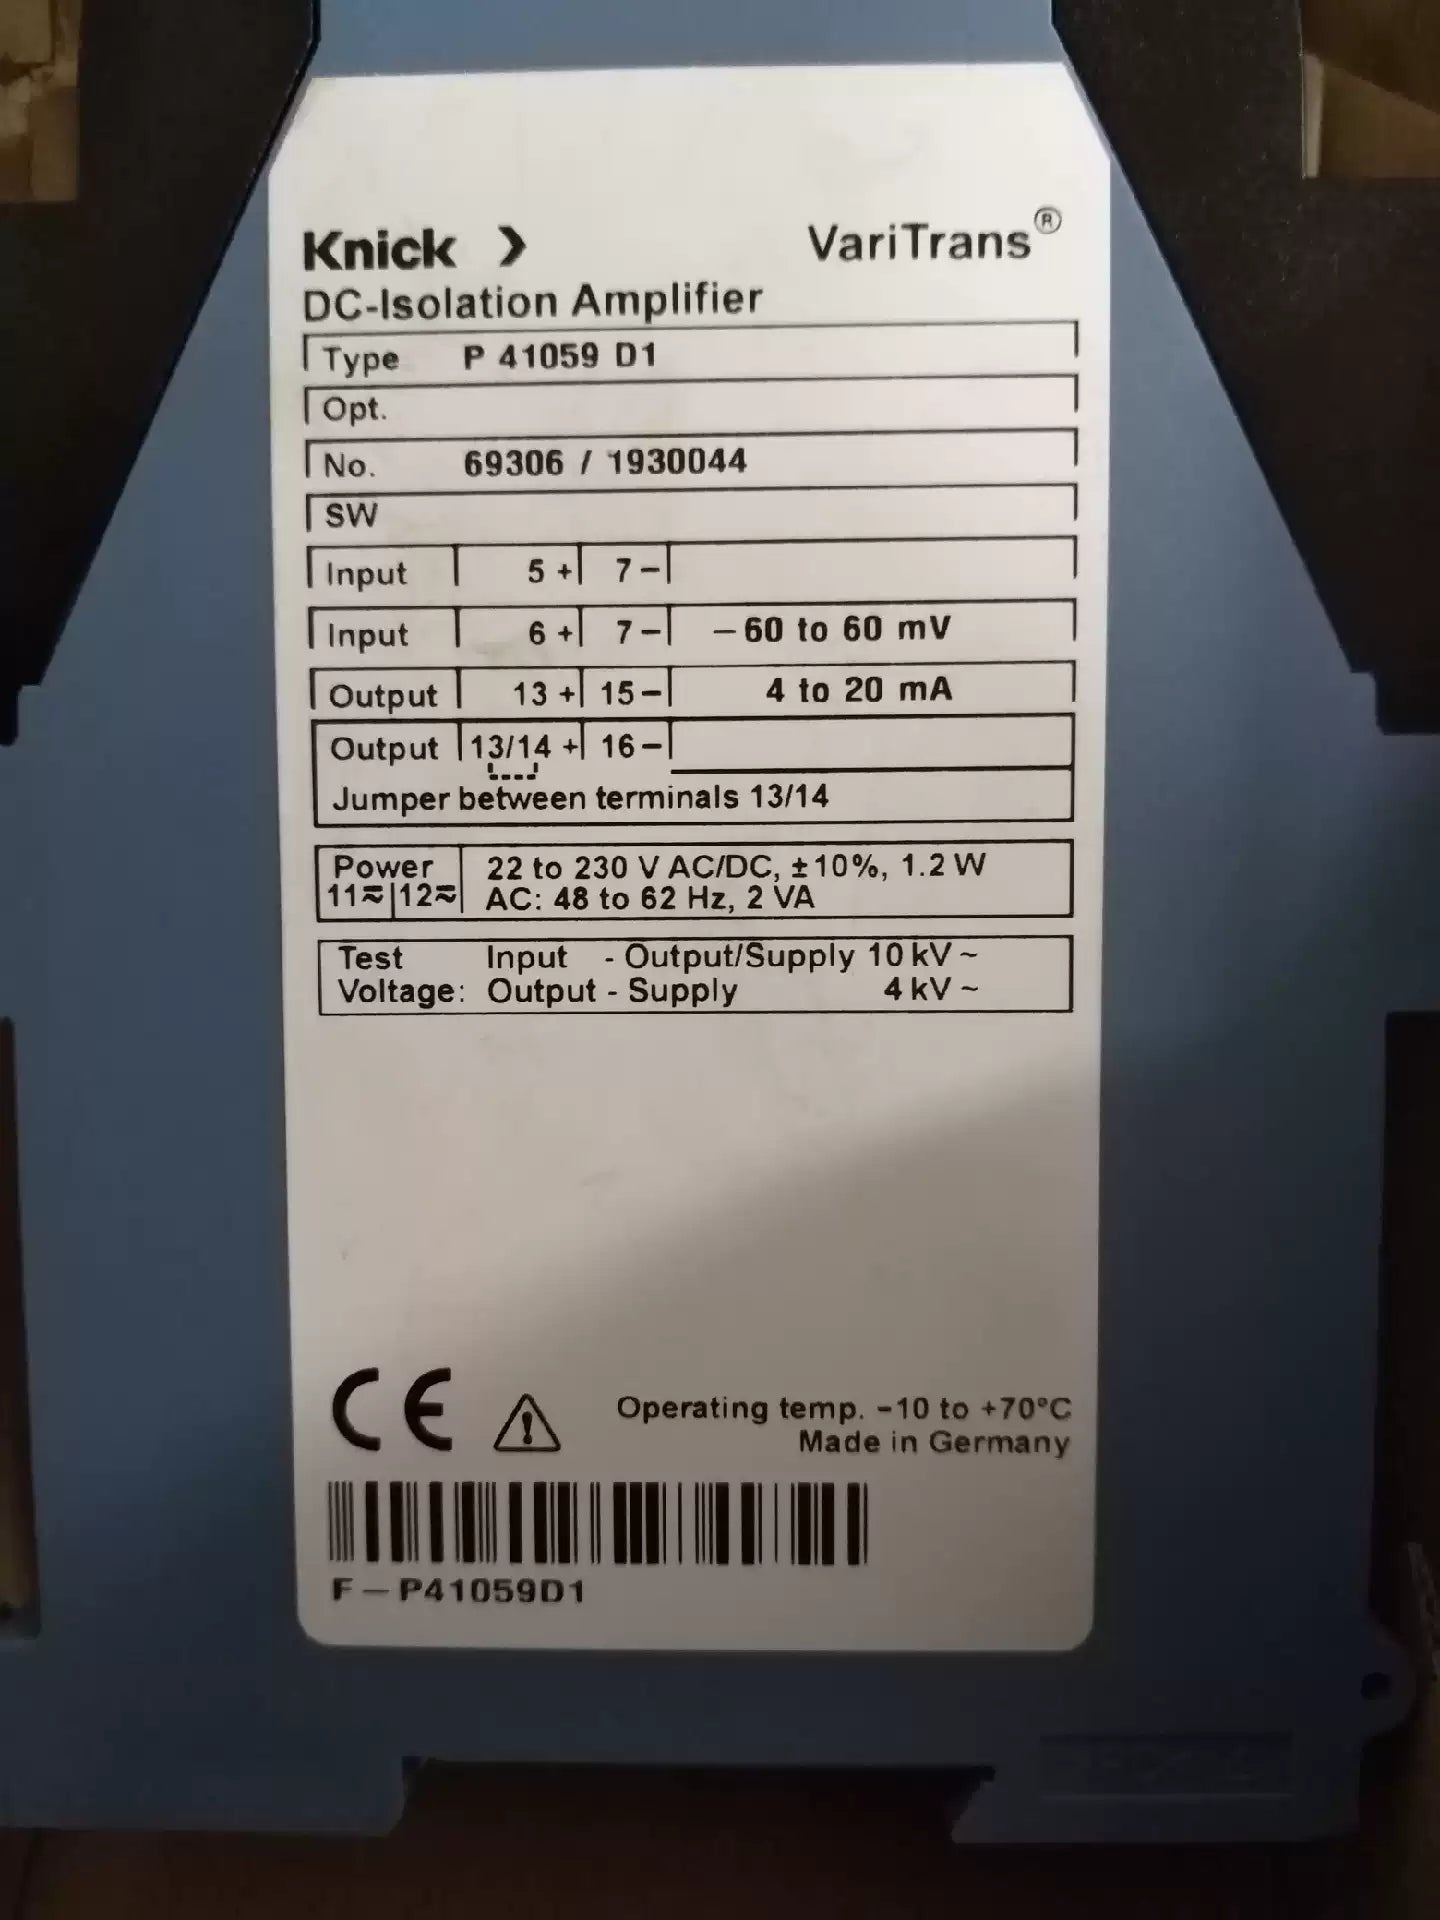 Knick > VariTrans®
DC-Isolation Amplifier
Type P 41059 D1
Opt.
No. 69306 / 1930044
SW
Input 5 + 7 –
Input 6 + 7 – – 60 to 60 mV
Output 13 + 15 – 4 to 20 mA
Output 13/14 + 16 –
Jumper between terminals 13/14
Power 22 to 230 V AC/DC, ±10%, 1.2 W
11≂ 12≂ AC: 48 to 62 Hz, 2 VA
Test Input - Output/Supply 10 kV ~
Voltage: Output - Supply 4 kV ~
CE Operating temp. –10 to +70°C
Made in Germany
F – P41059D1